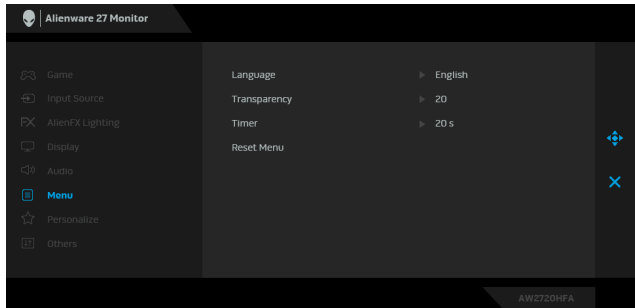 Alienware 27 Monitor
Game
Input Source
FX AlienFX Lighting
Display
Audio
Menu
Personalize
Others
Language English
Transparency 20
Timer 20 s
Reset Menu
AW2720HFA